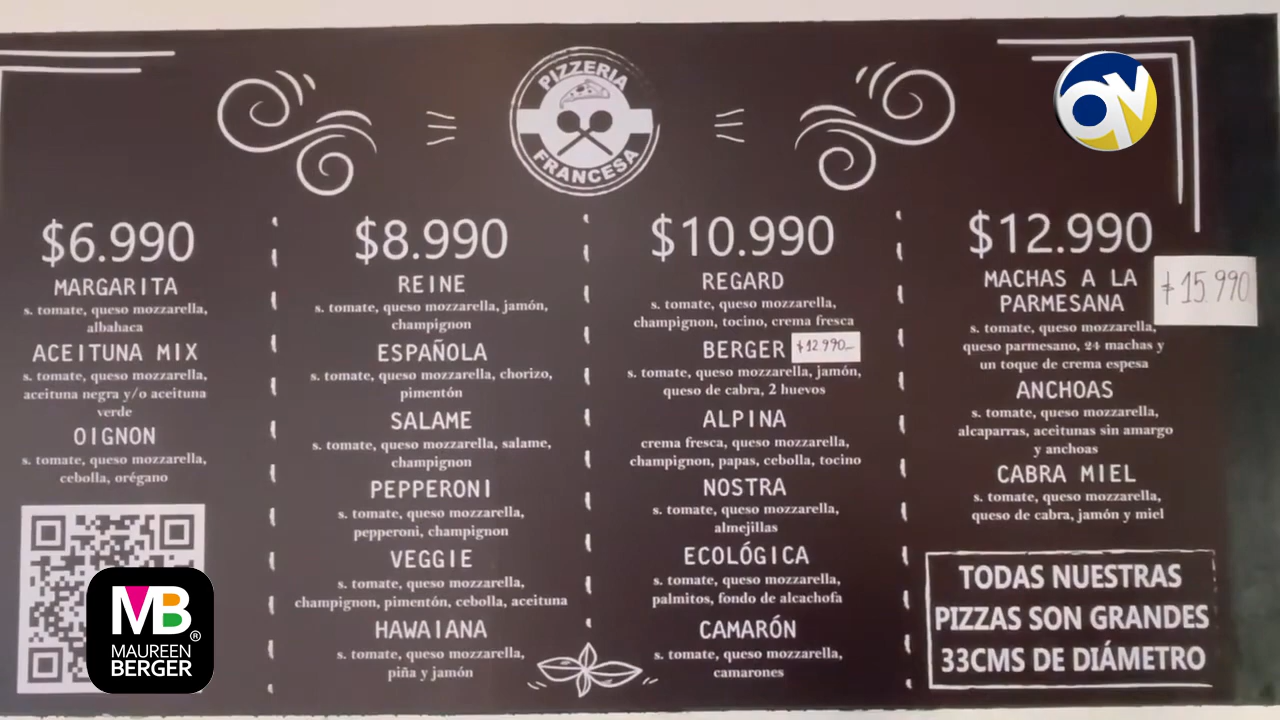 PIZZERIA
FRANCESA
OV
$6.990
MARGARITA
s. tomate, queso mozzarella,
albahaca
ACEITUNA MIX
s. tomate, queso mozzarella,
aceituna negra y/o aceituna
verde
OIGNON
s. tomate, queso mozzarella,
cebolla, orégano
MB®
MAUREEN
BERGER
$8.990
REINE
s. tomate, queso mozzarella, jamón,
champignon
ESPAÑOLA
s. tomate, queso mozzarella, chorizo,
pimentón
SALAME
s. tomate, queso mozzarella, salame,
champignon
PEPPERONI
s. tomate, queso mozzarella,
pepperoni, champignon
VEGGIE
s. tomate, queso mozzarella,
champignon, pimentón, cebolla, aceituna
HAWAIANA
s. tomate, queso mozzarella,
piña y jamón
$10.990
REGARD
s. tomate, queso mozzarella,
champignon, tocino, crema fresca
BERGER $12.990
s. tomate, queso mozzarella, jamón,
queso de cabra, 2 huevos
ALPINA
crema fresca, queso mozzarella,
champignon, papas, cebolla, tocino
NOSTRA
s. tomate, queso mozzarella,
almejillas
ECOLÓGICA
s. tomate, queso mozzarella,
palmitos, fondo de alcachofa
CAMARÓN
s. tomate, queso mozzarella,
camarones
$12.990
MACHAS A LA
PARMESANA
$15.990
s. tomate, queso mozzarella,
queso parmesano, 24 machas y
un toque de crema espesa
ANCHOAS
s. tomate, queso mozzarella,
alcaparras, aceitunas sin amargo
y anchoas
CABRA MIEL
s. tomate, queso mozzarella,
queso de cabra, jamón y miel
TODAS NUESTRAS
PIZZAS SON GRANDES
33CMS DE DIÁMETRO